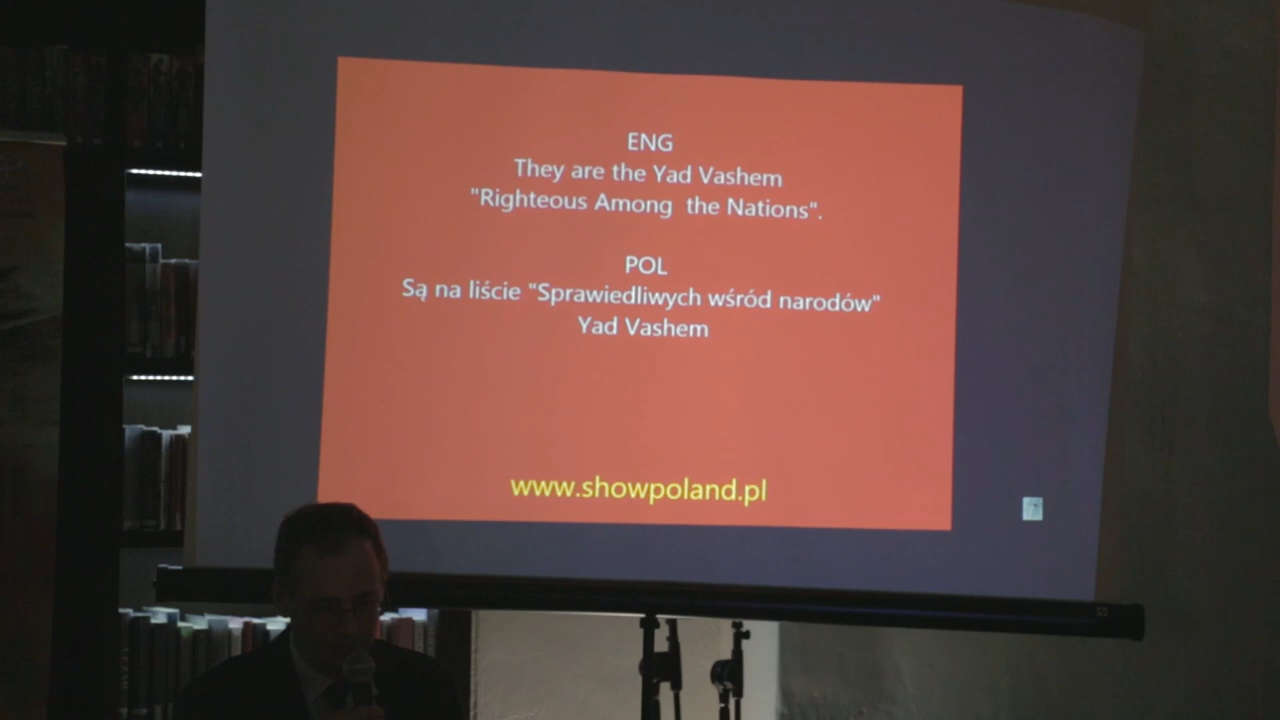 ENG
They are the Yad Vashem
"Righteous Among the Nations".
POL
Są na liście "Sprawiedliwych wśród narodów"
Yad Vashem
www.showpoland.pl